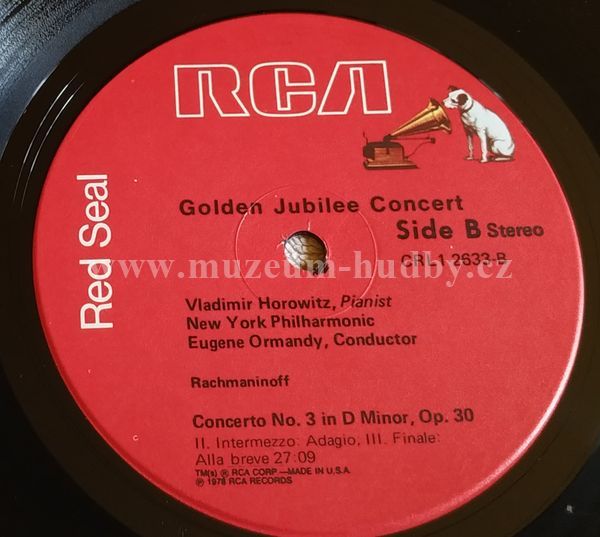 RCA
Red Seal
Golden Jubilee Concert
Side B Stereo
CRL1-2633-B
www.muzeum-hudby.cz
Vladimir Horowitz, Pianist
New York Philharmonic
Eugene Ormandy, Conductor
Rachmaninoff
Concerto No. 3 in D Minor, Op. 30
II. Intermezzo: Adagio, III. Finale:
Alla breve 27:09
TM(s) ® RCA CORP —MADE IN U.S.A.
℗ 1978 RCA RECORDS